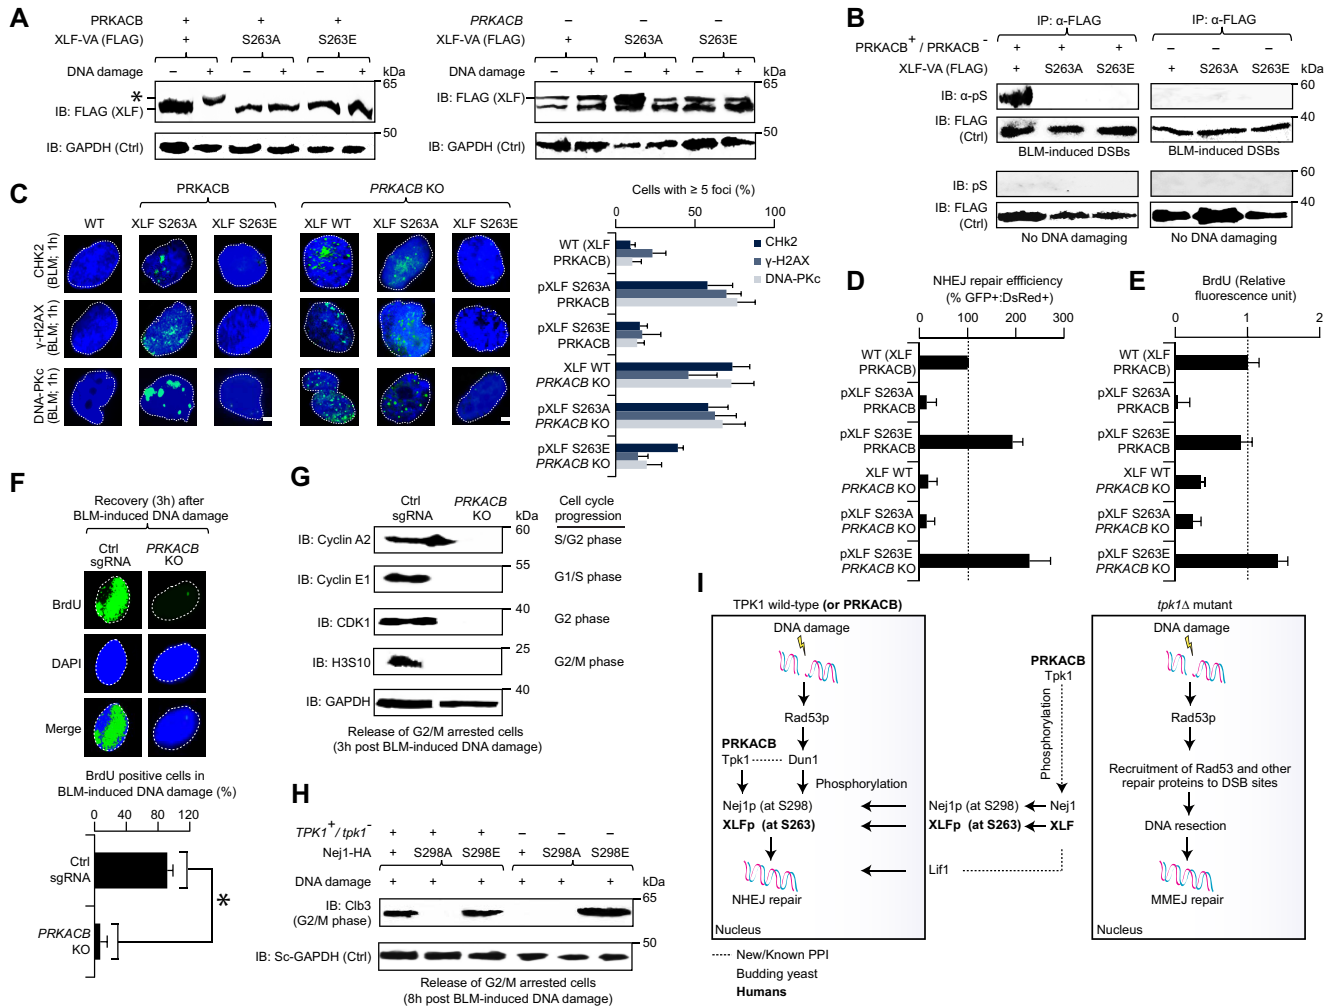 A
PRKACB + + +
XLF-VA (FLAG) + S263A S263E
DNA damage − + − + − + kDa
65
*
IB: FLAG (XLF)
50
IB: GAPDH (Ctrl)
PRKACB − − −
XLF-VA (FLAG) + S263A S263E
DNA damage − + − + − + kDa
65
IB: FLAG (XLF)
50
IB: GAPDH (Ctrl)
B
IP: α-FLAG IP: α-FLAG
PRKACB+ / PRKACB− + + + − − −
XLF-VA (FLAG) + S263A S263E + S263A S263E kDa
IB: α-pS 60
IB: FLAG (Ctrl) 40
BLM-induced DSBs BLM-induced DSBs
IB: pS 60
IB: FLAG (Ctrl) 40
No DNA damaging No DNA damaging
C
PRKACB PRKACB KO
WT XLF S263A XLF S263E XLF WT XLF S263A XLF S263E
CHK2 (BLM; 1h)
γ-H2AX (BLM; 1h)
DNA-PKc (BLM; 1h)
Cells with ≥ 5 foci (%)
0 50 100
CHk2
γ-H2AX
DNA-PKc
WT (XLF PRKACB)
pXLF S263A PRKACB
pXLF S263E PRKACB
XLF WT PRKACB KO
pXLF S263A PRKACB KO
pXLF S263E PRKACB KO
D
NHEJ repair effficiency
(% GFP+:DsRed+)
0 100 200 300
WT (XLF PRKACB)
pXLF S263A PRKACB
pXLF S263E PRKACB
XLF WT PRKACB KO
pXLF S263A PRKACB KO
pXLF S263E PRKACB KO
E
BrdU (Relative
fluorescence unit)
0 1 2
WT (XLF PRKACB)
pXLF S263A PRKACB
pXLF S263E PRKACB
XLF WT PRKACB KO
pXLF S263A PRKACB KO
pXLF S263E PRKACB KO
F
Recovery (3h) after
BLM-induced DNA damage
Ctrl sgRNA PRKACB KO
BrdU
DAPI
Merge
BrdU positive cells in
BLM-induced DNA damage (%)
0 40 80 120
Ctrl sgRNA
PRKACB KO
*
G
Ctrl sgRNA PRKACB KO kDa Cell cycle progression
60
IB: Cyclin A2 S/G2 phase
55
IB: Cyclin E1 G1/S phase
40
IB: CDK1 G2 phase
25
IB: H3S10 G2/M phase
40
IB: GAPDH
Release of G2/M arrested cells
(3h post BLM-induced DNA damage)
H
TPK1+/ tpk1− + + + − − −
Nej1-HA + S298A S298E + S298A S298E
DNA damage + + + + + + kDa
65
IB: Clb3
(G2/M phase)
50
IB: Sc-GAPDH (Ctrl)
Release of G2/M arrested cells
(8h post BLM-induced DNA damage)
I
TPK1 wild-type (or PRKACB)
DNA damage
Rad53p
PRKACB
Tpk1 Dun1
Phosphorylation
Nej1p (at S298)
XLFp (at S263)
NHEJ repair
Nucleus
PRKACB
Tpk1
Phosphorylation
Nej1p (at S298) Nej1
XLFp (at S263) XLF
Lif1
tpk1Δ mutant
DNA damage
Rad53p
Recruitment of Rad53 and other
repair proteins to DSB sites
DNA resection
MMEJ repair
Nucleus
New/Known PPI
Budding yeast
Humans